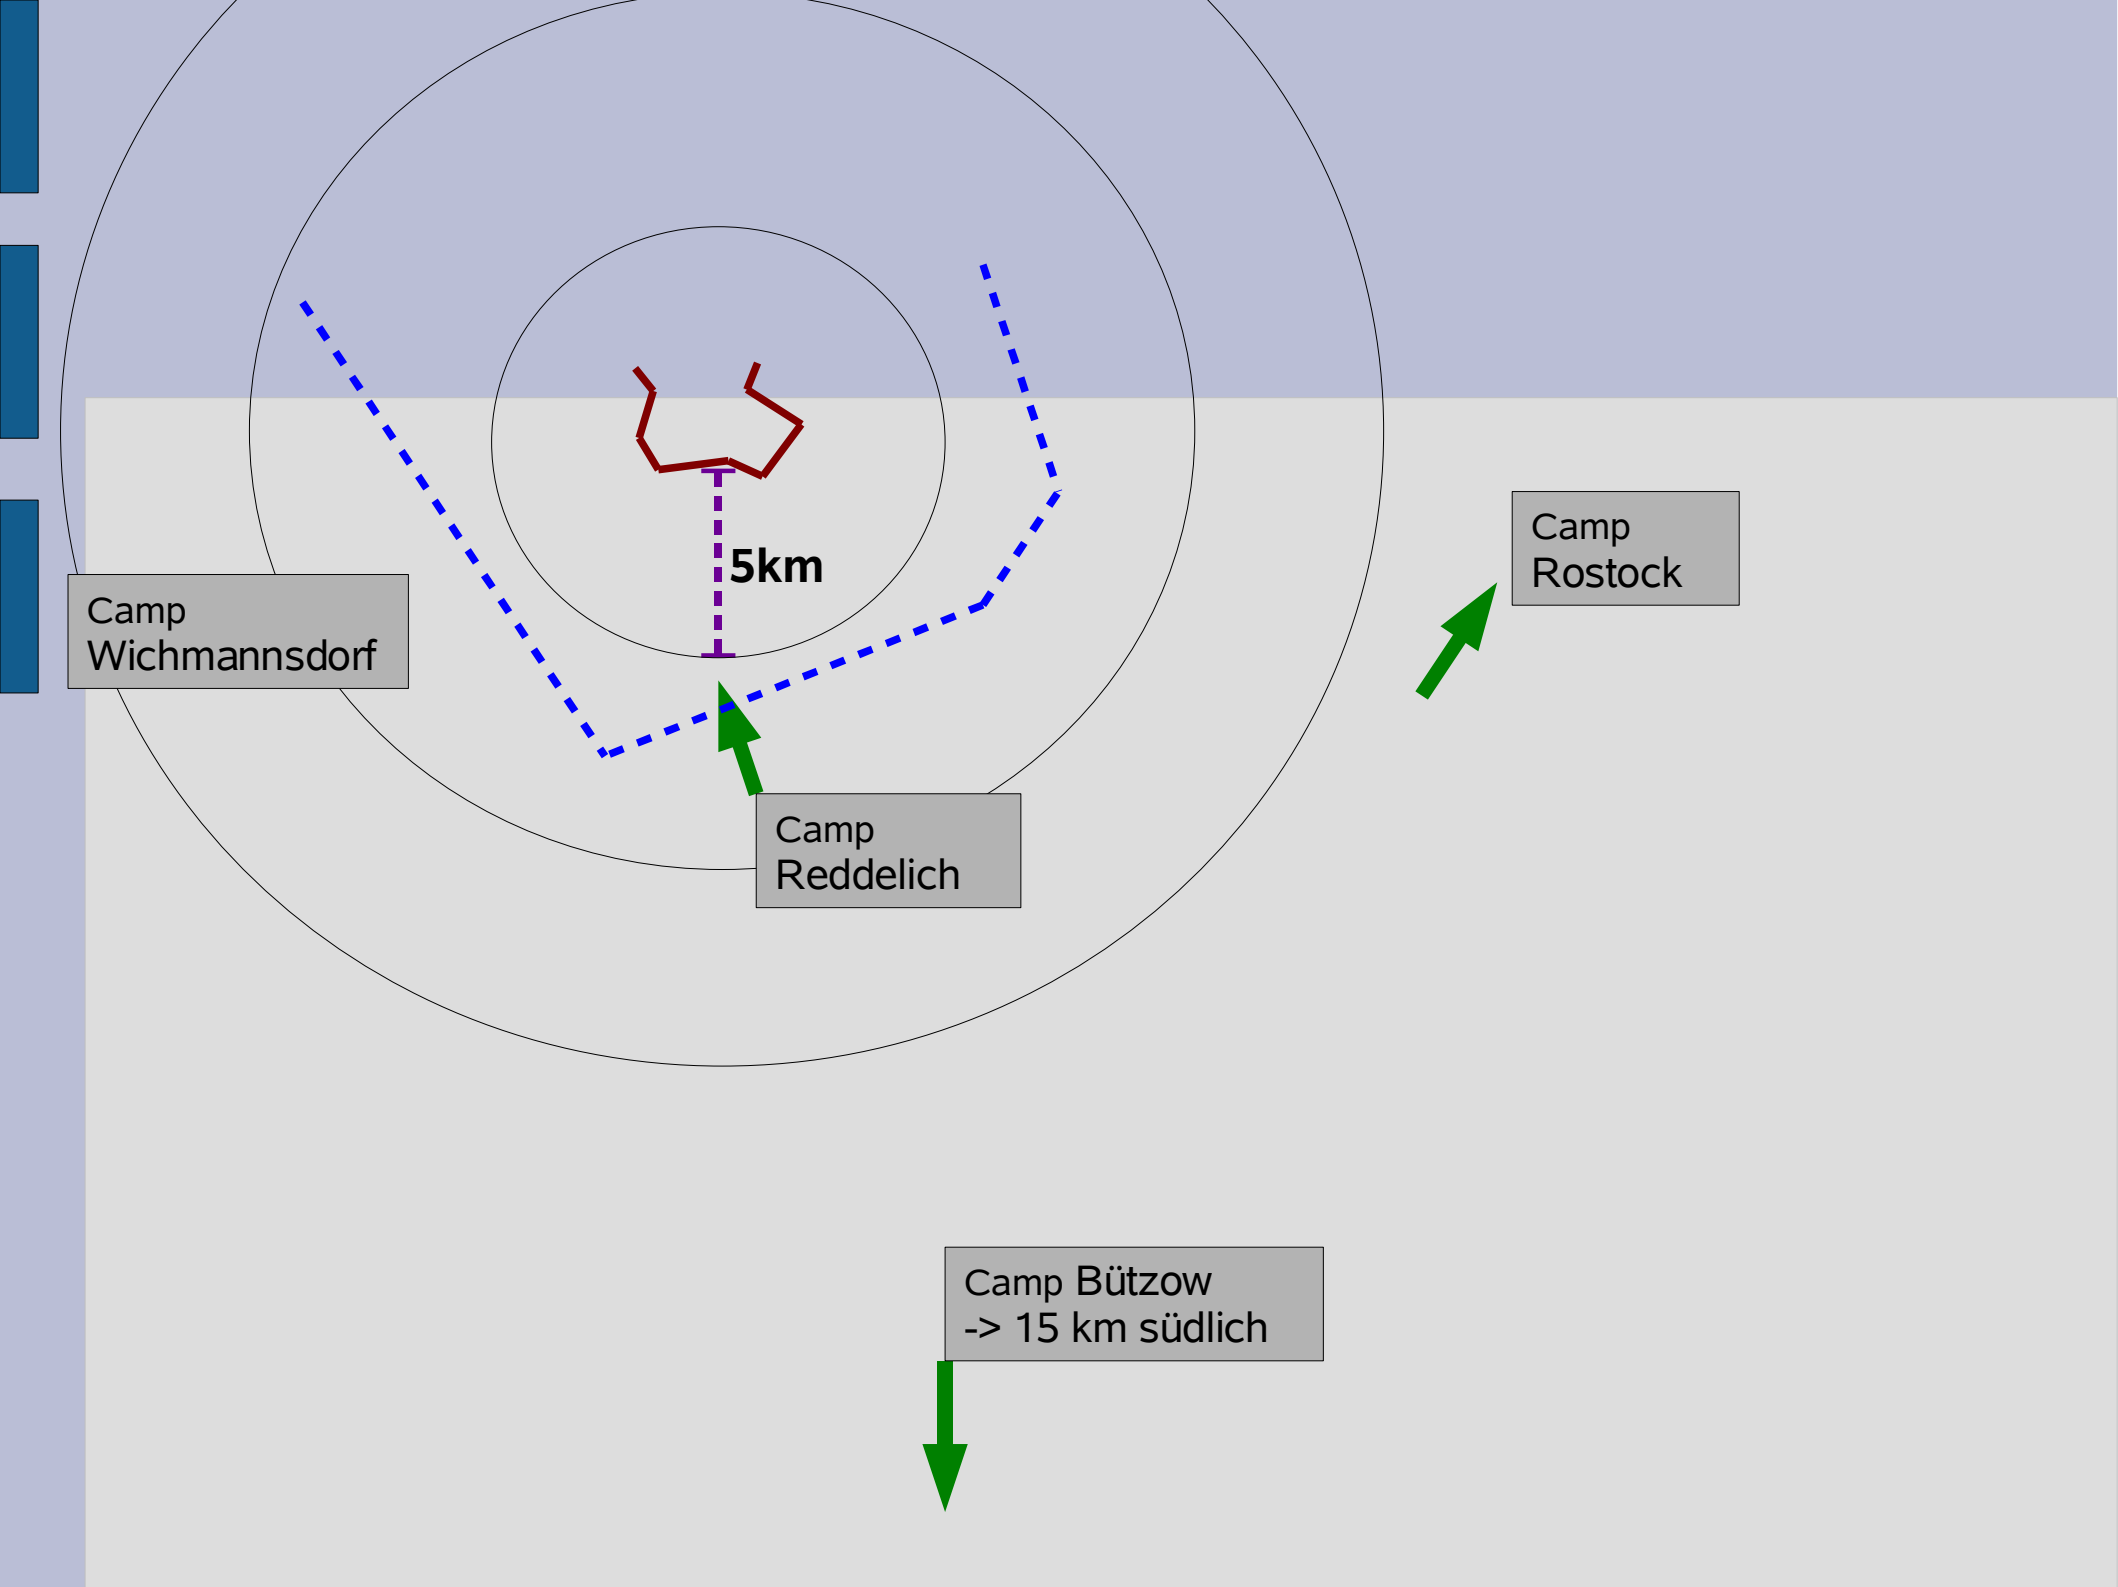 5km
Camp
Rostock
Camp
Wichmannsdorf
Camp
Reddelich
Camp Bützow
-> 15 km südlich